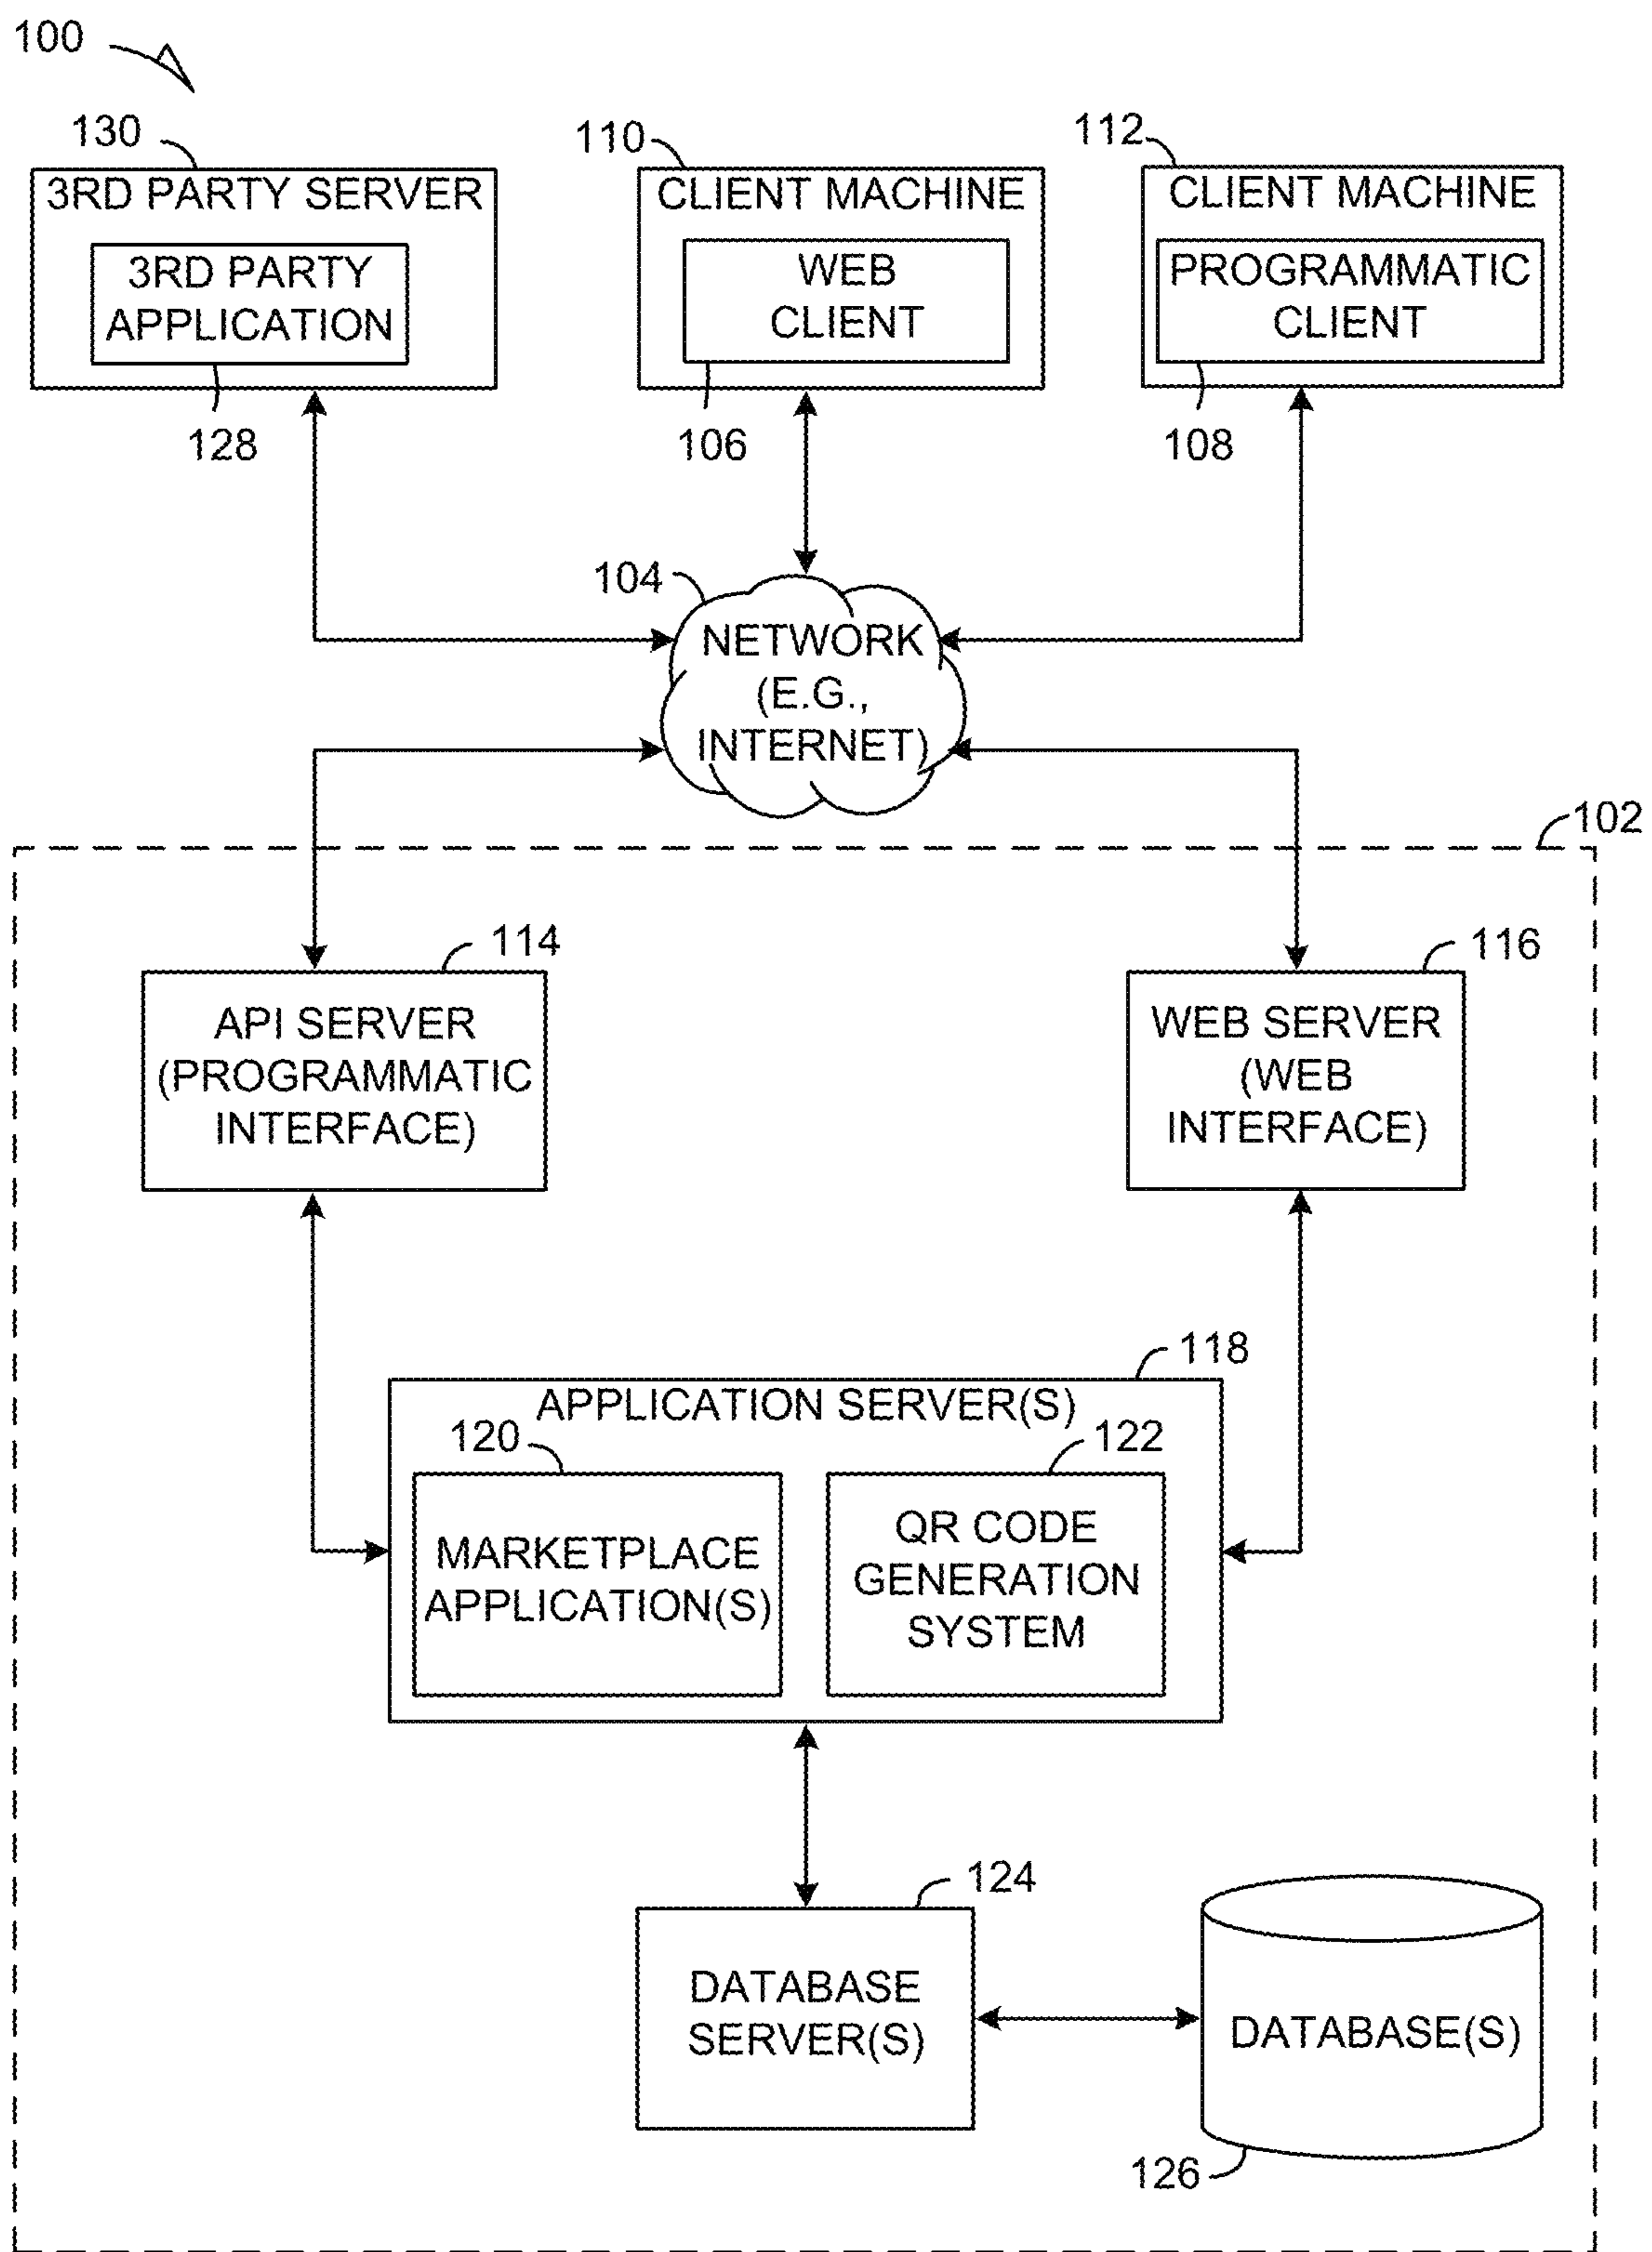 100
130
3RD PARTY SERVER
3RD PARTY
APPLICATION
128
110
CLIENT MACHINE
WEB
CLIENT
106
112
CLIENT MACHINE
PROGRAMMATIC
CLIENT
108
104
NETWORK
(E.G.,
INTERNET)
102
114
API SERVER
(PROGRAMMATIC
INTERFACE)
116
WEB SERVER
(WEB
INTERFACE)
118
APPLICATION SERVER(S)
120
MARKETPLACE
APPLICATION(S)
122
QR CODE
GENERATION
SYSTEM
124
DATABASE
SERVER(S)
DATABASE(S)
126